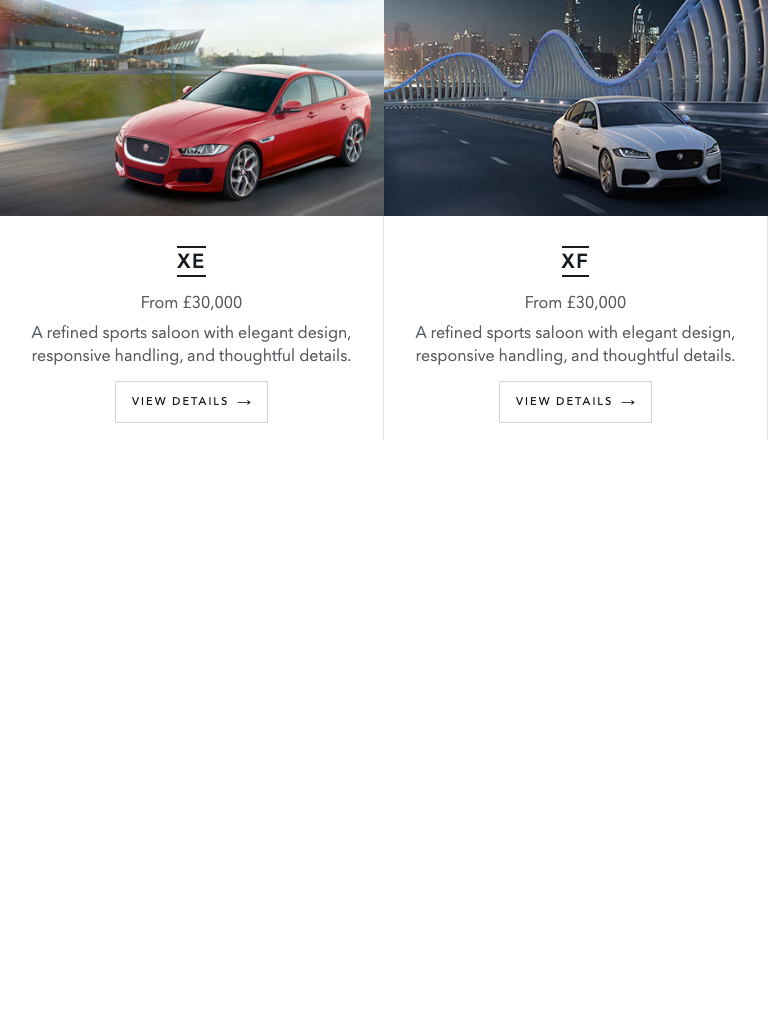 XE
From £30,000
A refined sports saloon with elegant design,
responsive handling, and thoughtful details.
VIEW DETAILS →
XF
From £30,000
A refined sports saloon with elegant design,
responsive handling, and thoughtful details.
VIEW DETAILS →